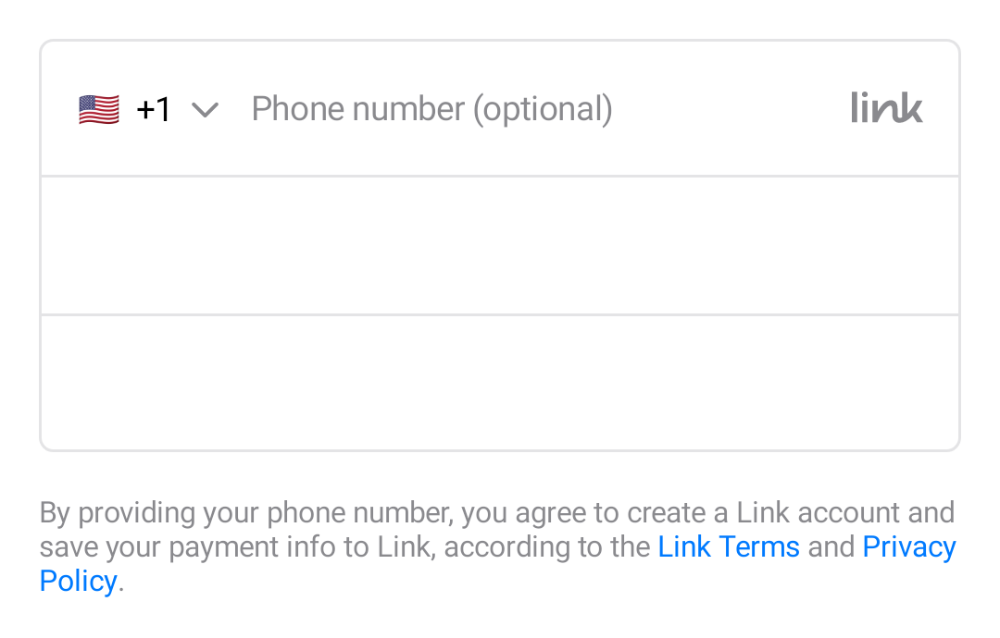 +1 Phone number (optional) link
By providing your phone number, you agree to create a Link account and
save your payment info to Link, according to the Link Terms and Privacy
Policy.